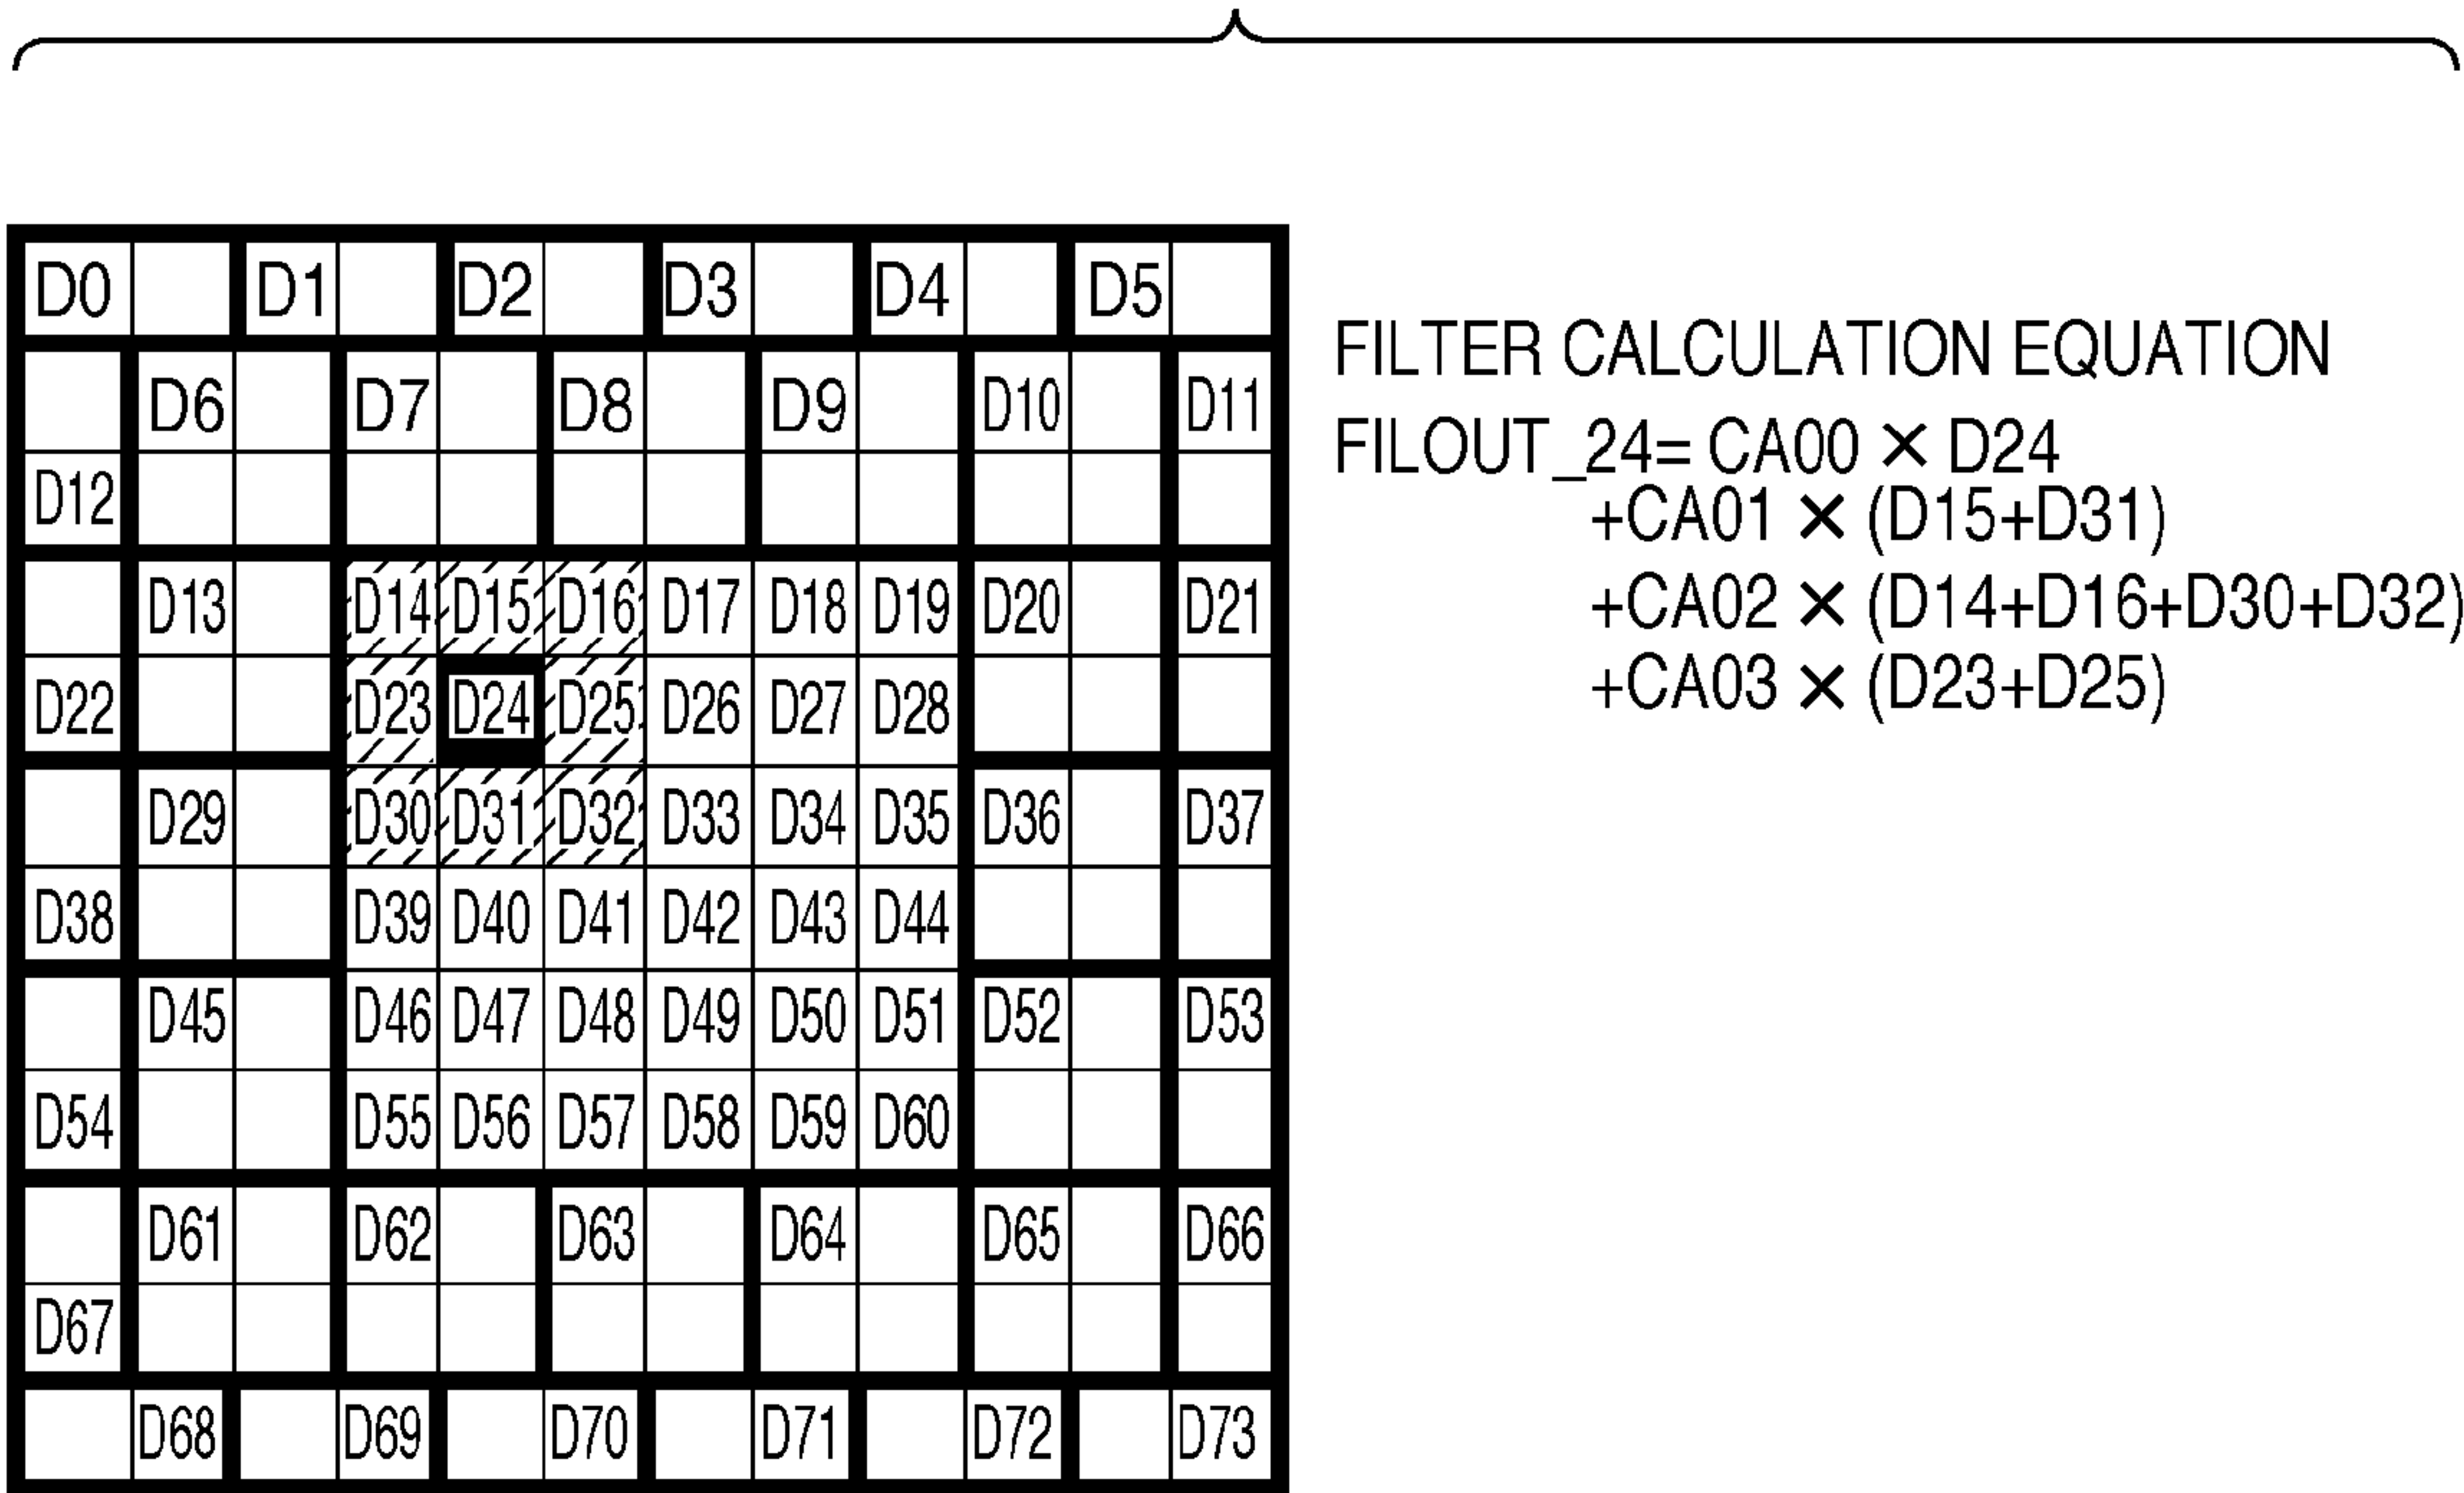 D0 D1 D2 D3 D4 D5
D6 D7 D8 D9 D10 D11
D12
D13 D14 D15 D16 D17 D18 D19 D20 D21
D22 D23 D24 D25 D26 D27 D28
D29 D30 D31 D32 D33 D34 D35 D36 D37
D38 D39 D40 D41 D42 D43 D44
D45 D46 D47 D48 D49 D50 D51 D52 D53
D54 D55 D56 D57 D58 D59 D60
D61 D62 D63 D64 D65 D66
D67
D68 D69 D70 D71 D72 D73
FILTER CALCULATION EQUATION
FILOUT_24= CA00 × D24
+CA01 × (D15+D31)
+CA02 × (D14+D16+D30+D32)
+CA03 × (D23+D25)